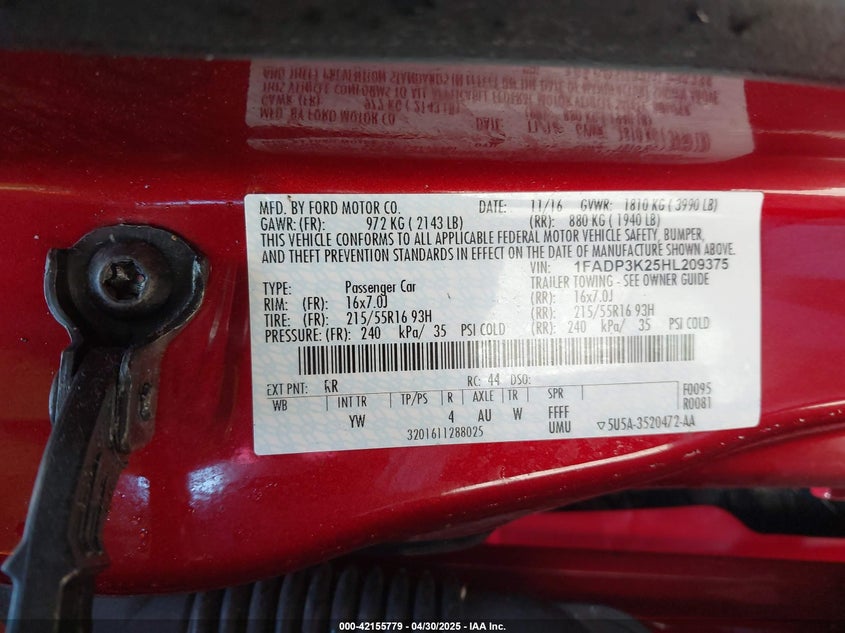 MFD. BY FORD MOTOR CO. DATE: 11/16 GVWR: 1810 KG ( 3990 LB)
GAWR: (FR): 972 KG ( 2143 LB) (RR): 880 KG ( 1940 LB)
THIS VEHICLE CONFORMS TO ALL APPLICABLE FEDERAL MOTOR VEHICLE SAFETY, BUMPER,
AND THEFT PREVENTION STANDARDS IN EFFECT ON THE DATE OF MANUFACTURE SHOWN ABOVE.
VIN: 1FADP3K25HL209375
TYPE: Passenger Car TRAILER TOWING - SEE OWNER GUIDE
RIM: (FR): 16x7.0J (RR): 16x7.0J
TIRE: (FR): 215/55R16 93H (RR): 215/55R16 93H
PRESSURE: (FR): 240 kPa/ 35 PSI COLD (RR): 240 kPa/ 35 PSI COLD
EXT PNT: RR RC: 44 DSO: F0095
WB INT TR TP/PS R AXLE TR SPR R0081
YW 4 AU W FFFF
3201611288025 UMU ▽5U5A-3520472-AA
000-42155779 — 04/30/2025 — IAA Inc.